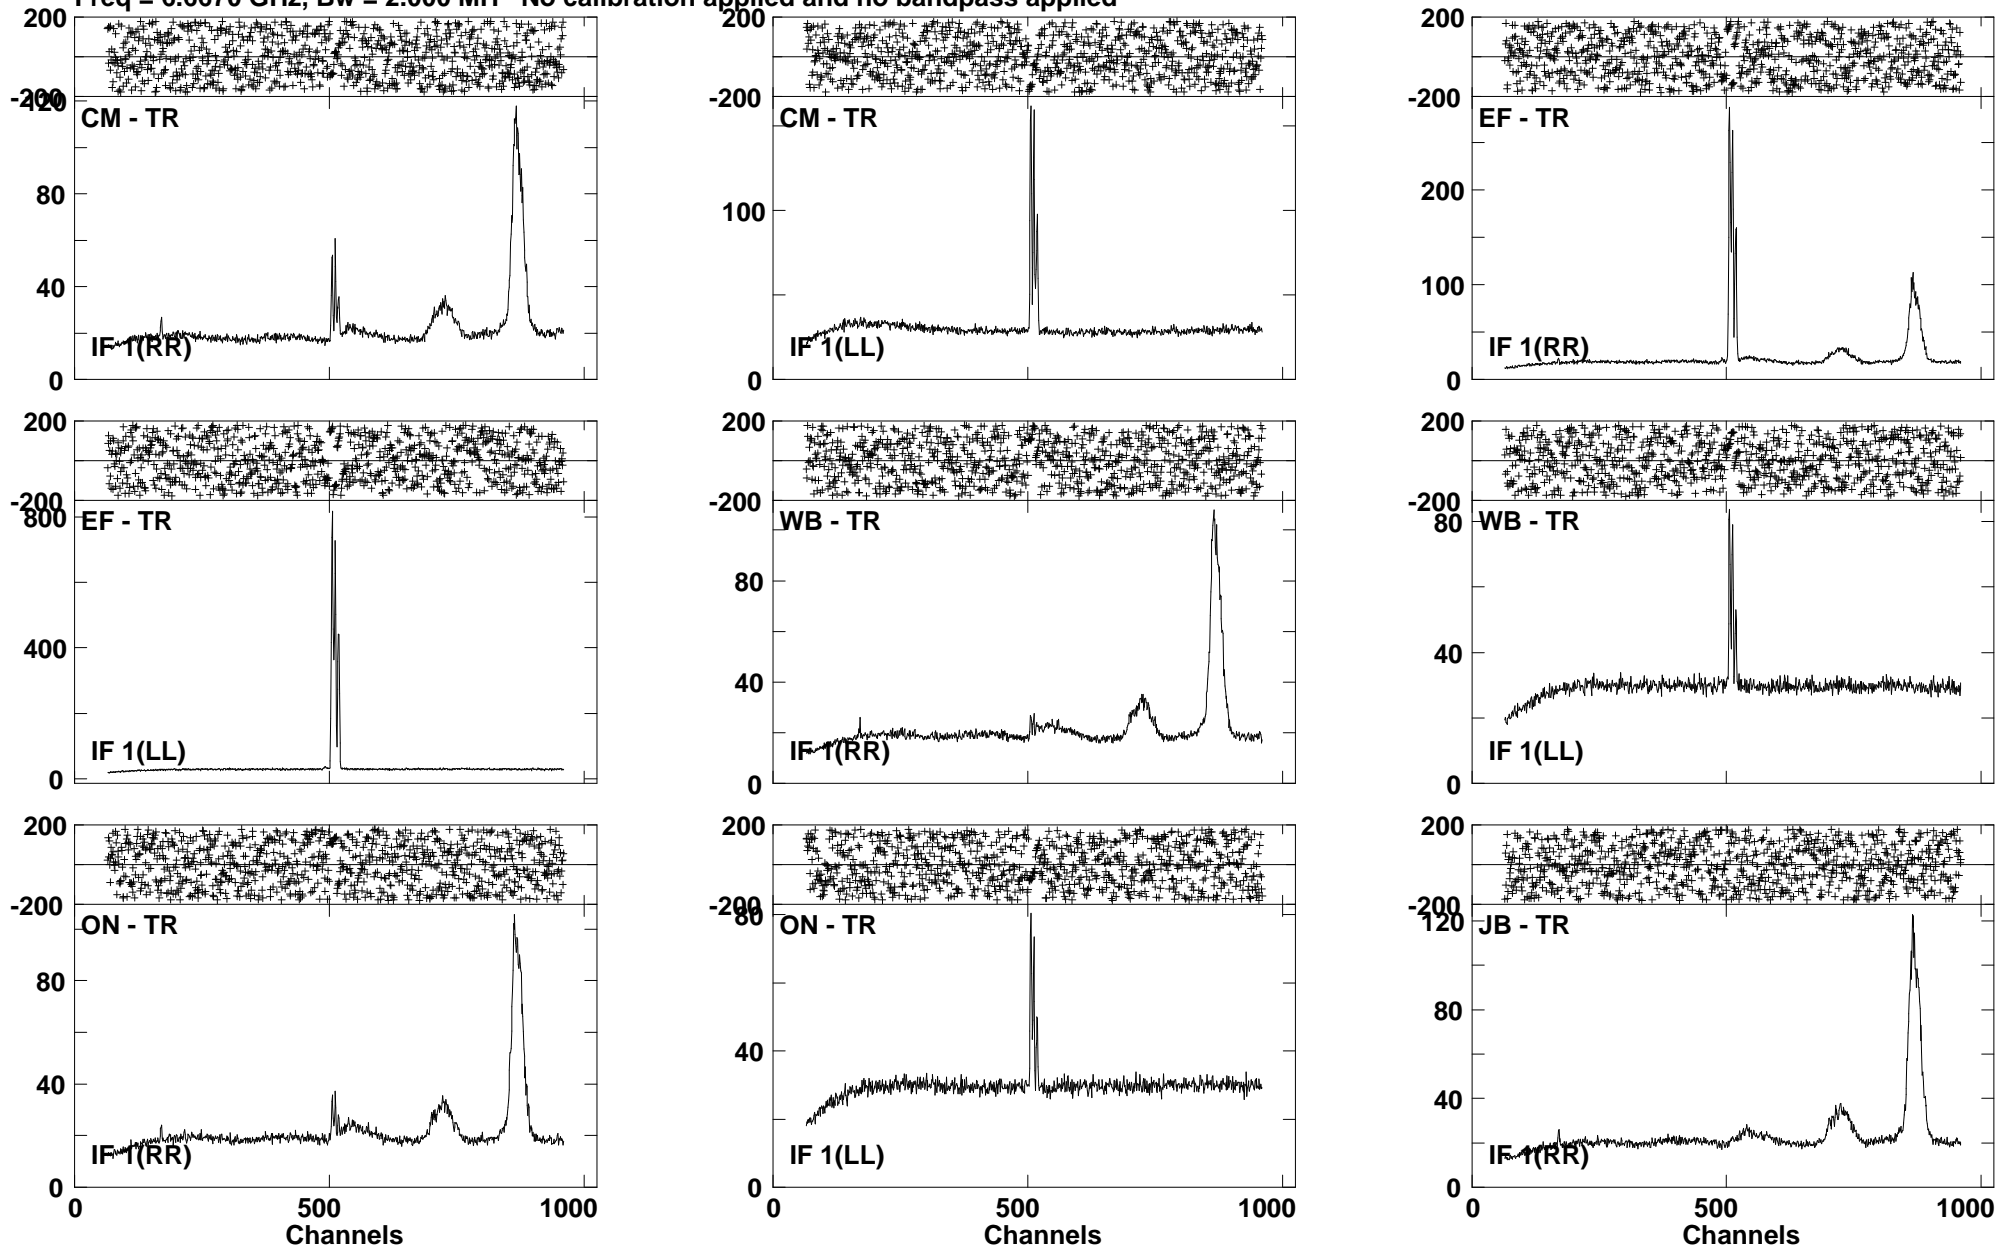 Freq = 6.6670 GHz, Bw = 2.000 MH No calibration applied and no bandpass applied
200
-200
120
CM - TR
80
40
IF 1(RR)
0
200
-200
CM - TR
100
IF 1(LL)
0
200
-200
EF - TR
200
100
IF 1(RR)
0
200
-200
800
EF - TR
400
IF 1(LL)
0
200
-200
WB - TR
80
40
IF 1(RR)
0
200
-200
80
WB - TR
40
IF 1(LL)
0
200
-200
ON - TR
80
40
IF 1(RR)
0
0 500 1000
Channels
200
-200
80
ON - TR
40
IF 1(LL)
0
0 500 1000
Channels
200
-200
120
JB - TR
80
40
IF 1(RR)
0
0 500 1000
Channels